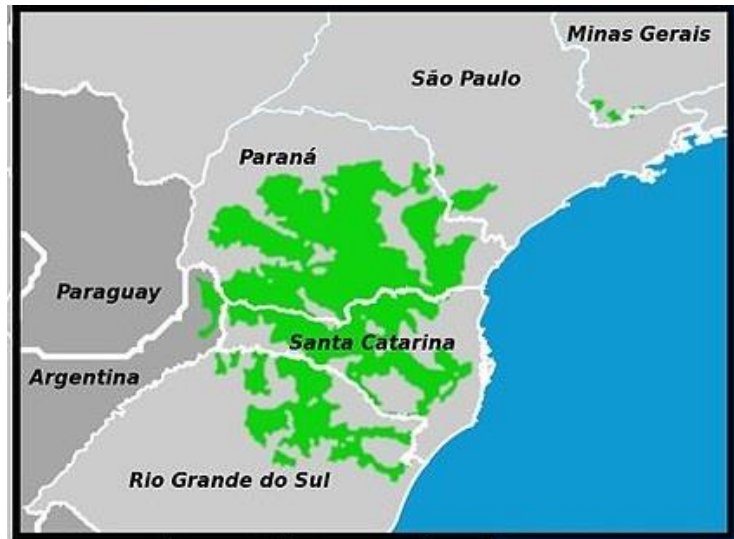 Minas Gerais
São Paulo
Paraná
Paraguay
Santa Catarina
Argentina
Rio Grande do Sul